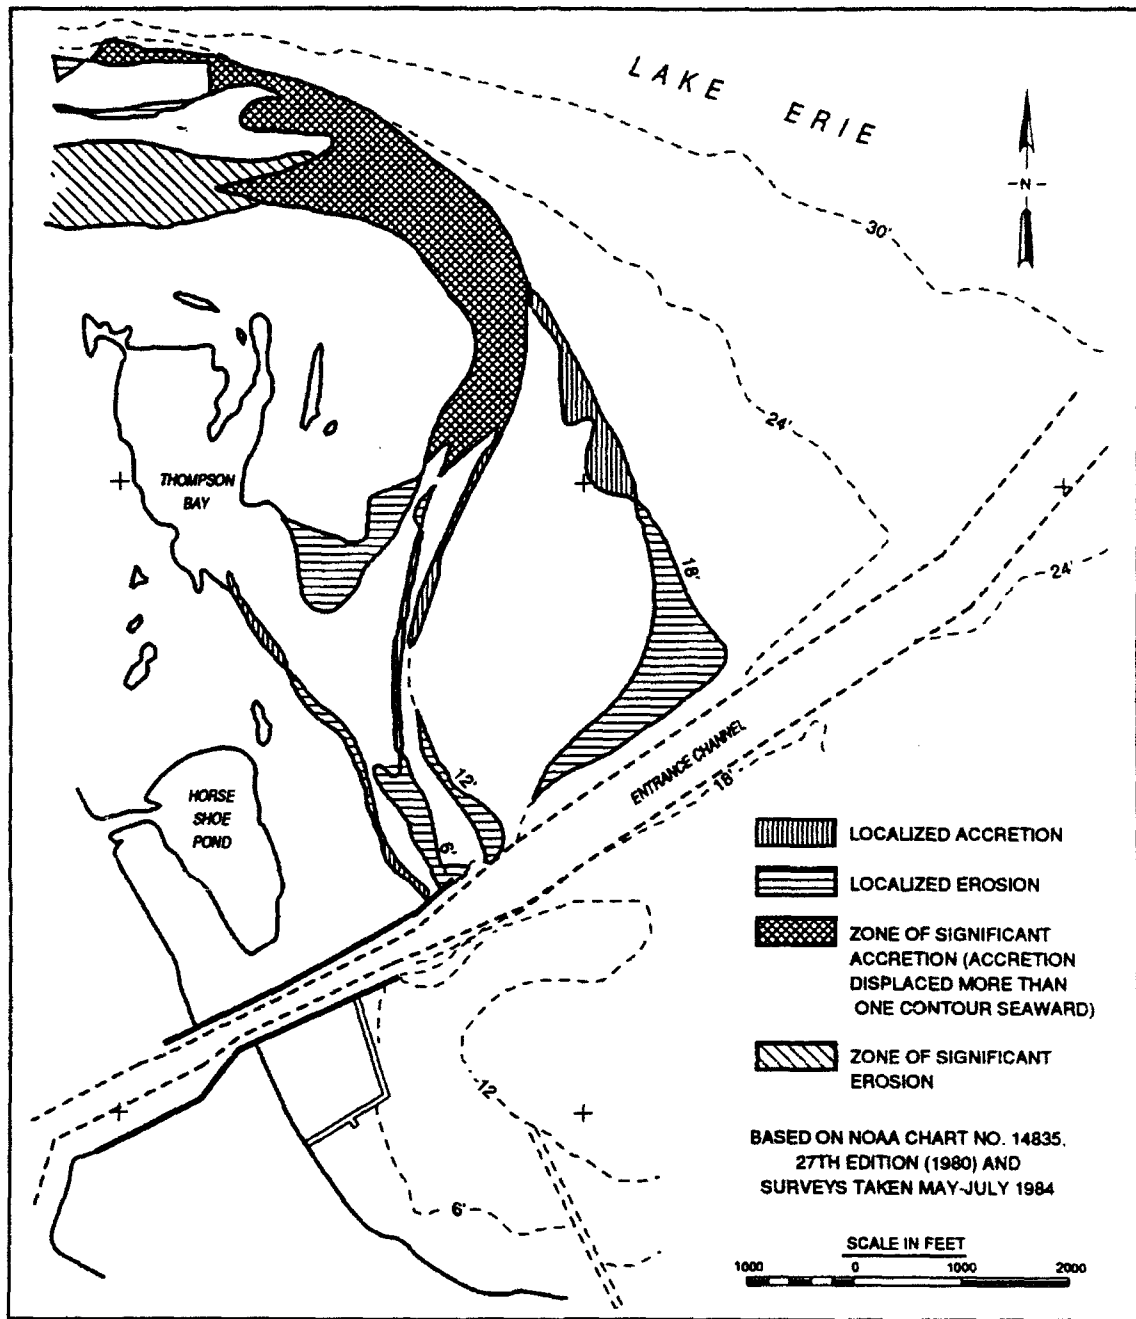 LAKE ERIE
N
30'
24'
THOMPSON
BAY
18'
24'
ENTRANCE CHANNEL
12'
18'
HORSE
SHOE
POND
6'
LOCALIZED ACCRETION
LOCALIZED EROSION
ZONE OF SIGNIFICANT
ACCRETION (ACCRETION
DISPLACED MORE THAN
ONE CONTOUR SEAWARD)
ZONE OF SIGNIFICANT
EROSION
12
6'
BASED ON NOAA CHART NO. 14835,
27TH EDITION (1980) AND
SURVEYS TAKEN MAY-JULY 1984
SCALE IN FEET
1000 0 1000 2000